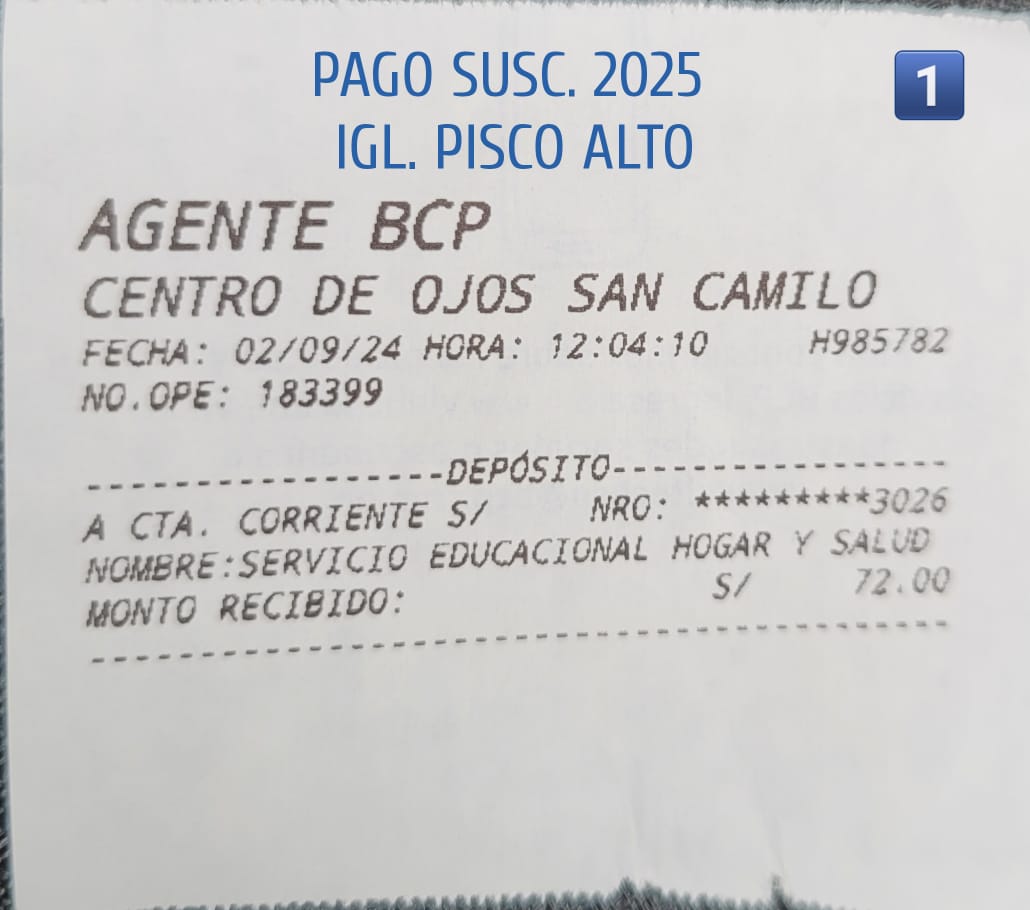 PAGO SUSC. 2025
1
IGL. PISCO ALTO
AGENTE BCP
CENTRO DE OJOS SAN CAMILO
FECHA: 02/09/24 HORA: 12:04:10 H985782
NO.OPE: 183399
-----------------DEPÓSITO-----------------
A CTA. CORRIENTE S/ NRO: *********3026
NOMBRE:SERVICIO EDUCACIONAL HOGAR Y SALUD
MONTO RECIBIDO: S/ 72.00